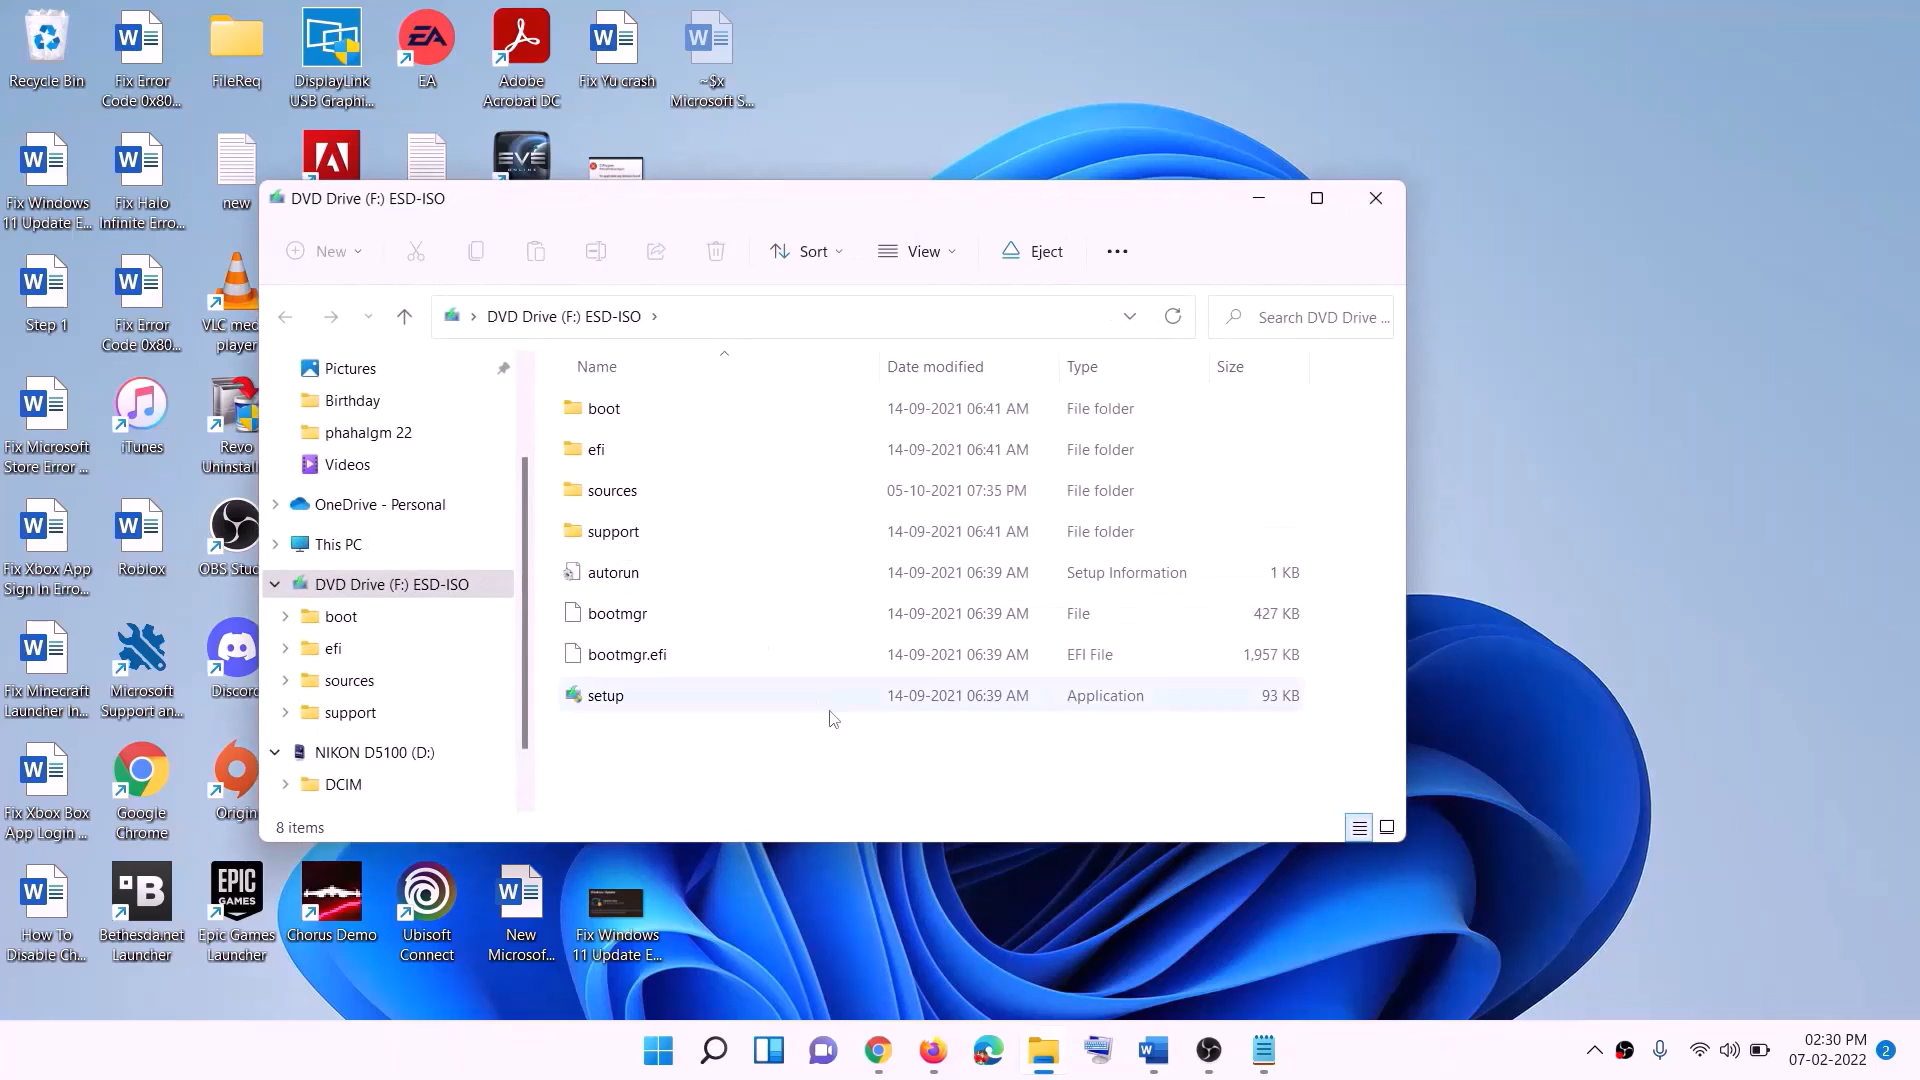 Recycle Bin
Fix Error
Code 0x80...
FileReq
DisplayLink
USB Graphi...
EA
EA
Adobe
Acrobat DC
Fix Yu crash
~$x
Microsoft S...
EVE
ONLINE
Fix Windows
11 Update E...
Fix Halo
Infinite Erro...
new
DVD Drive (F:) ESD-ISO
New
Sort
View
Eject
DVD Drive (F:) ESD-ISO
Search DVD Drive ...
Step 1
Fix Error
Code 0x80...
VLC med
player
Fix Microsoft
Store Error ...
iTunes
Revo
Uninstall
Fix Xbox App
Sign In Erro...
Roblox
OBS Stud
Fix Minecraft
Launcher In...
Microsoft
Support an...
Discord
Fix Xbox Box
App Login ...
Google
Chrome
Origin
Pictures
Birthday
phahalgm 22
Videos
OneDrive - Personal
This PC
DVD Drive (F:) ESD-ISO
boot
efi
sources
support
NIKON D5100 (D:)
DCIM
Name Date modified Type Size
boot 14-09-2021 06:41 AM File folder
efi 14-09-2021 06:41 AM File folder
sources 05-10-2021 07:35 PM File folder
support 14-09-2021 06:41 AM File folder
autorun 14-09-2021 06:39 AM Setup Information 1 KB
bootmgr 14-09-2021 06:39 AM File 427 KB
bootmgr.efi 14-09-2021 06:39 AM EFI File 1,957 KB
setup 14-09-2021 06:39 AM Application 93 KB
8 items
How To
Disable Ch...
B
Bethesda.net
Launcher
EPIC
GAMES
Epic Games
Launcher
Chorus Demo
Ubisoft
Connect
New
Microsof...
Fix Windows
11 Update E...
02:30 PM
07-02-2022
2